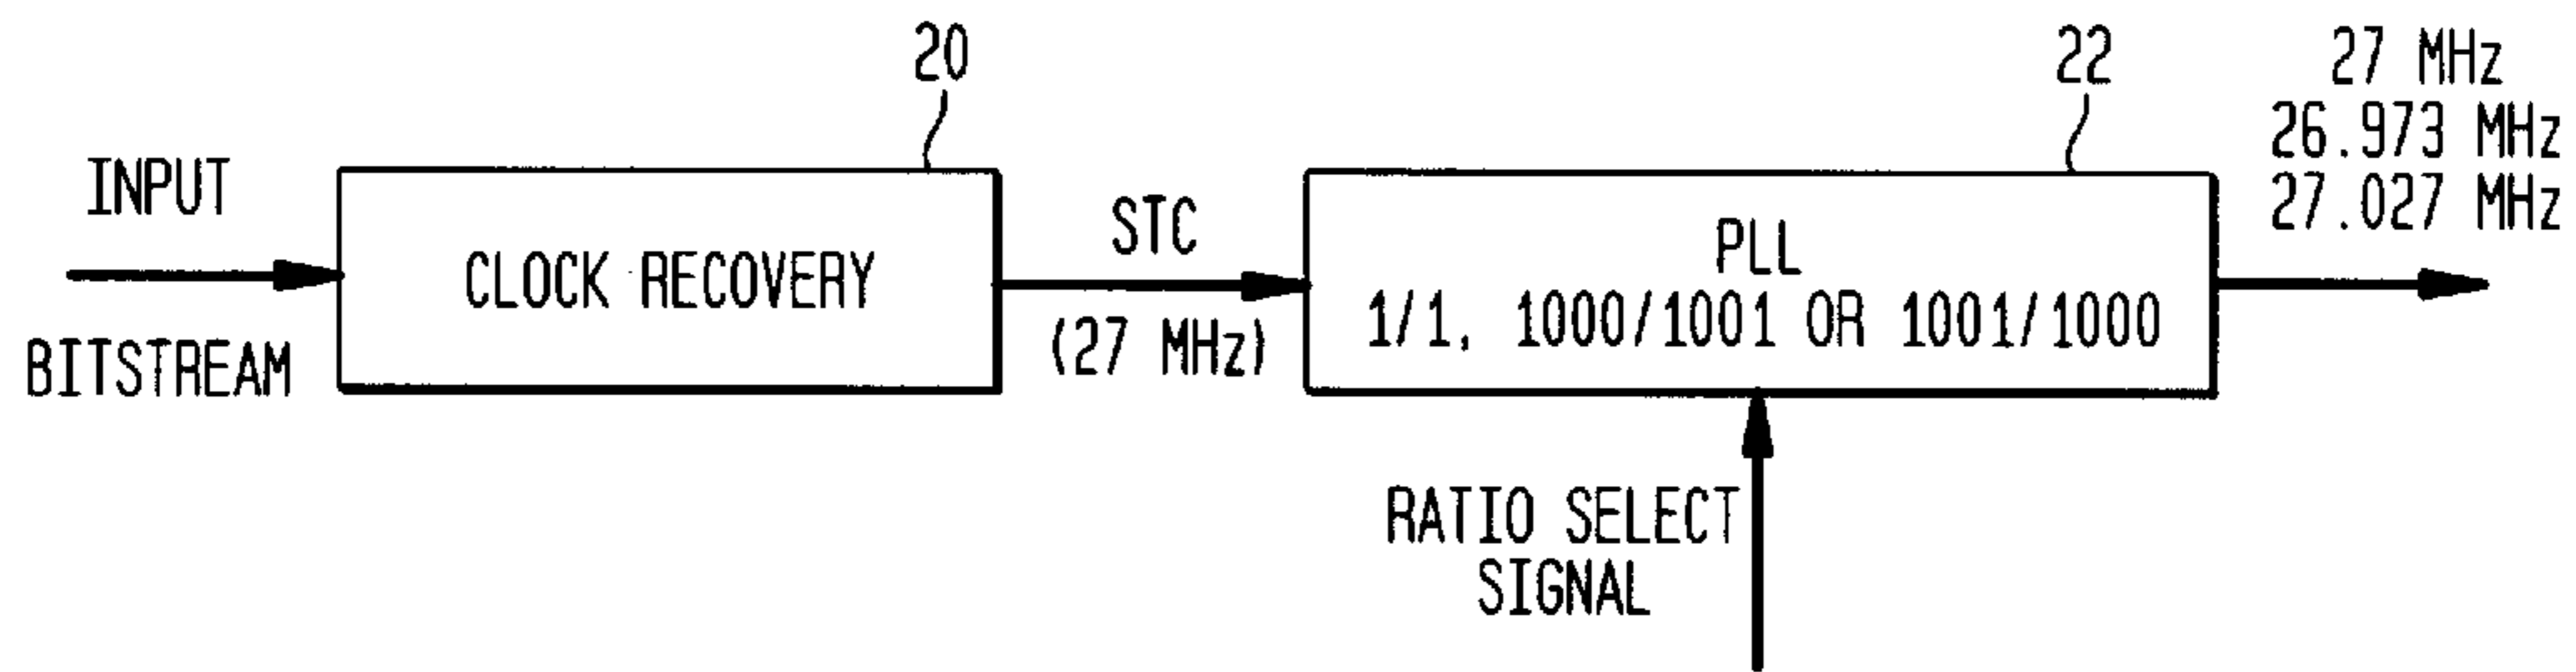 20
22
27 MHz
26.973 MHz
27.027 MHz
INPUT
BITSTREAM
CLOCK RECOVERY
STC
(27 MHz)
PLL
1/1, 1000/1001 OR 1001/1000
RATIO SELECT
SIGNAL